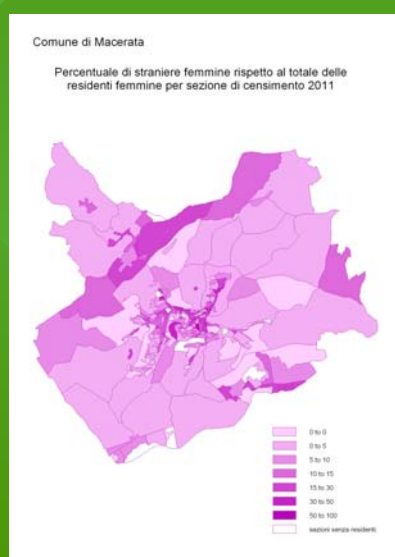 Comune di Macerata
Percentuale di straniere femmine rispetto al totale delle
residenti femmine per sezione di censimento 2011
0 to 0
0 to 5
5 to 10
10 to 15
15 to 30
30 to 50
50 to 100
sezioni senza residenti